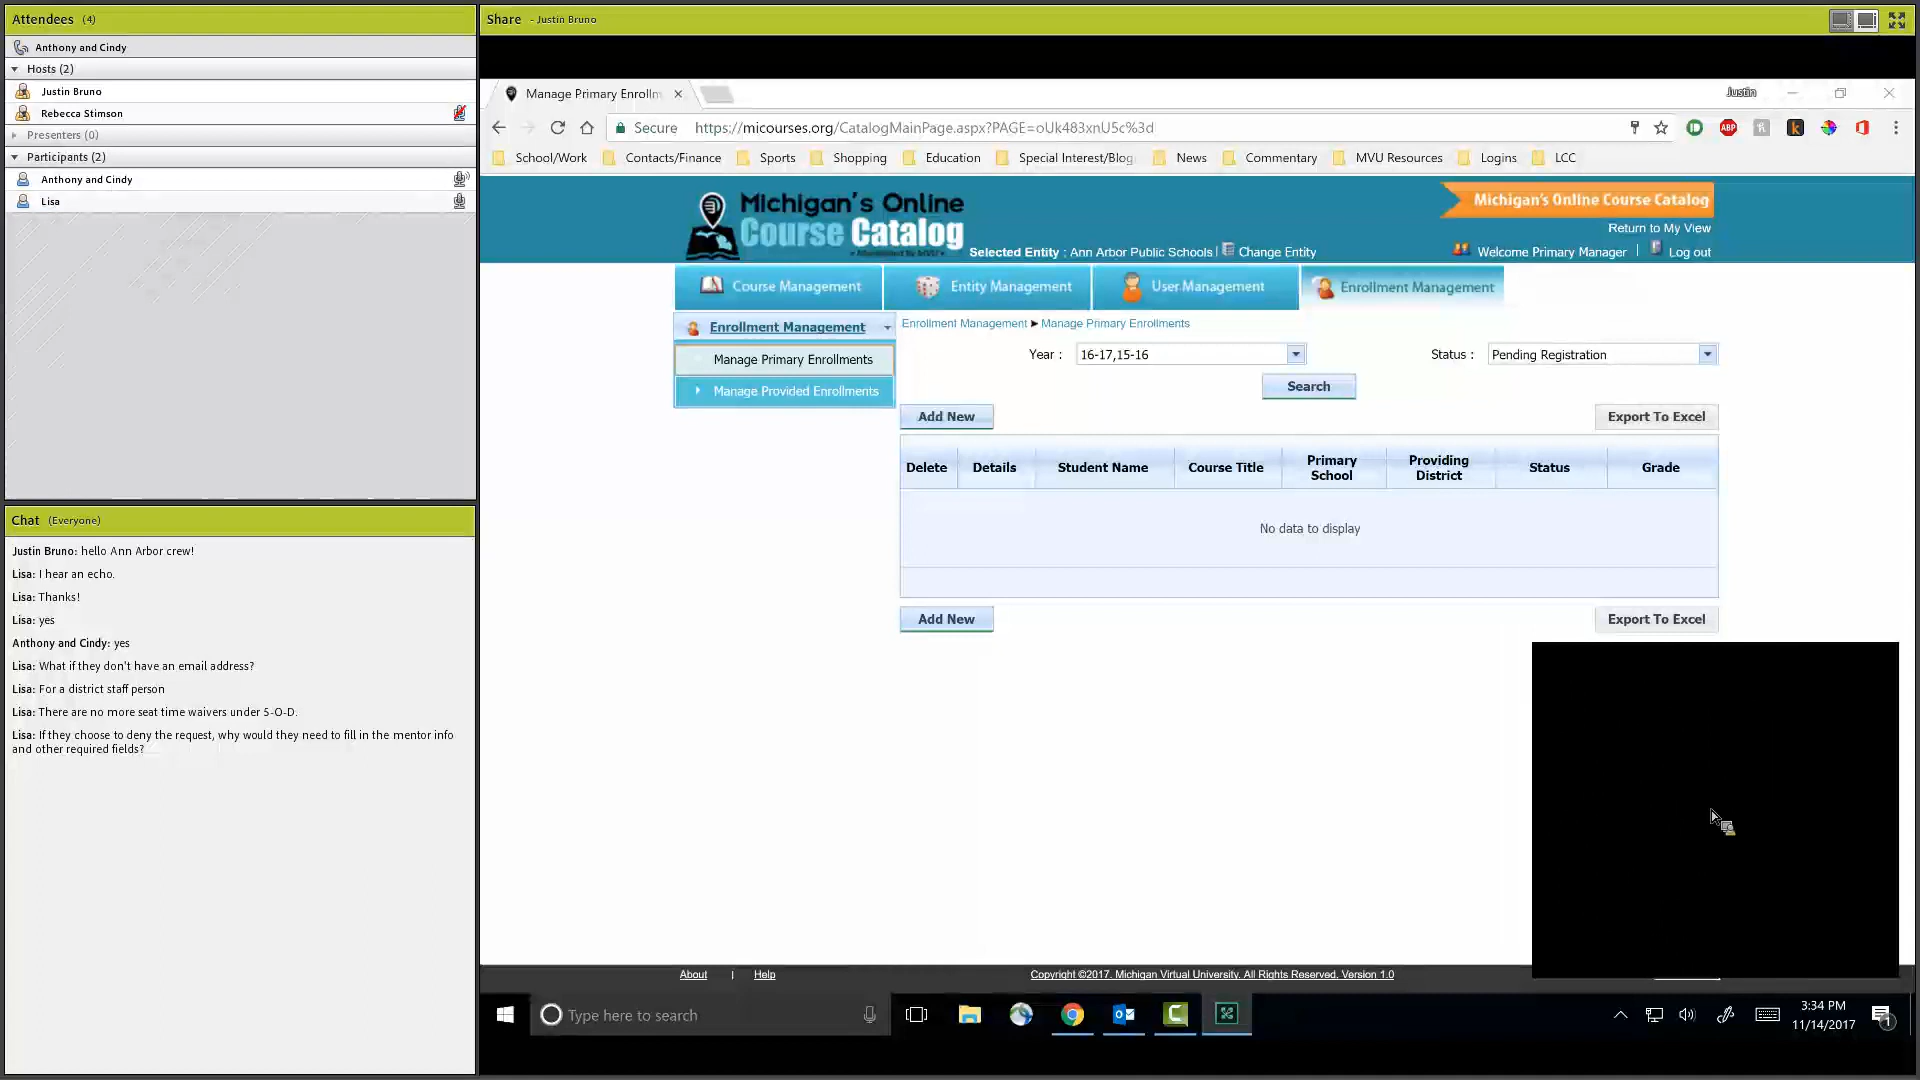 Attendees (4)
Anthony and Cindy
Hosts (2)
Justin Bruno
Rebecca Stimson
Presenters (0)
Participants (2)
Anthony and Cindy
Lisa
Chat (Everyone)
Justin Bruno: hello Ann Arbor crew!
Lisa: I hear an echo.
Lisa: Thanks!
Lisa: yes
Anthony and Cindy: yes
Lisa: What if they don't have an email address?
Lisa: For a district staff person
Lisa: There are no more seat time waivers under 5-O-D.
Lisa: If they choose to deny the request, why would they need to fill in the mentor info
and other required fields?
Share - Justin Bruno
Manage Primary Enrollm
Justin
Secure https://micourses.org/CatalogMainPage.aspx?PAGE=oUk483xnU5c%3d
ABP
School/Work Contacts/Finance Sports Shopping Education Special Interest/Blog News Commentary MVU Resources Logins LCC
Michigan's Online
Course Catalog
Michigan's Online Course Catalog
Return to My View
Selected Entity : Ann Arbor Public Schools | Change Entity
Welcome Primary Manager | Log out
Course Management Entity Management User Management Enrollment Management
Enrollment Management
Manage Primary Enrollments
Manage Provided Enrollments
Enrollment Management ► Manage Primary Enrollments
Year : 16-17,15-16 Status : Pending Registration
Search
Add New Export To Excel
Delete Details Student Name Course Title Primary School Providing District Status Grade
No data to display
Add New Export To Excel
About | Help
Copyright ©2017. Michigan Virtual University. All Rights Reserved. Version 1.0
Type here to search
3:34 PM
11/14/2017
1